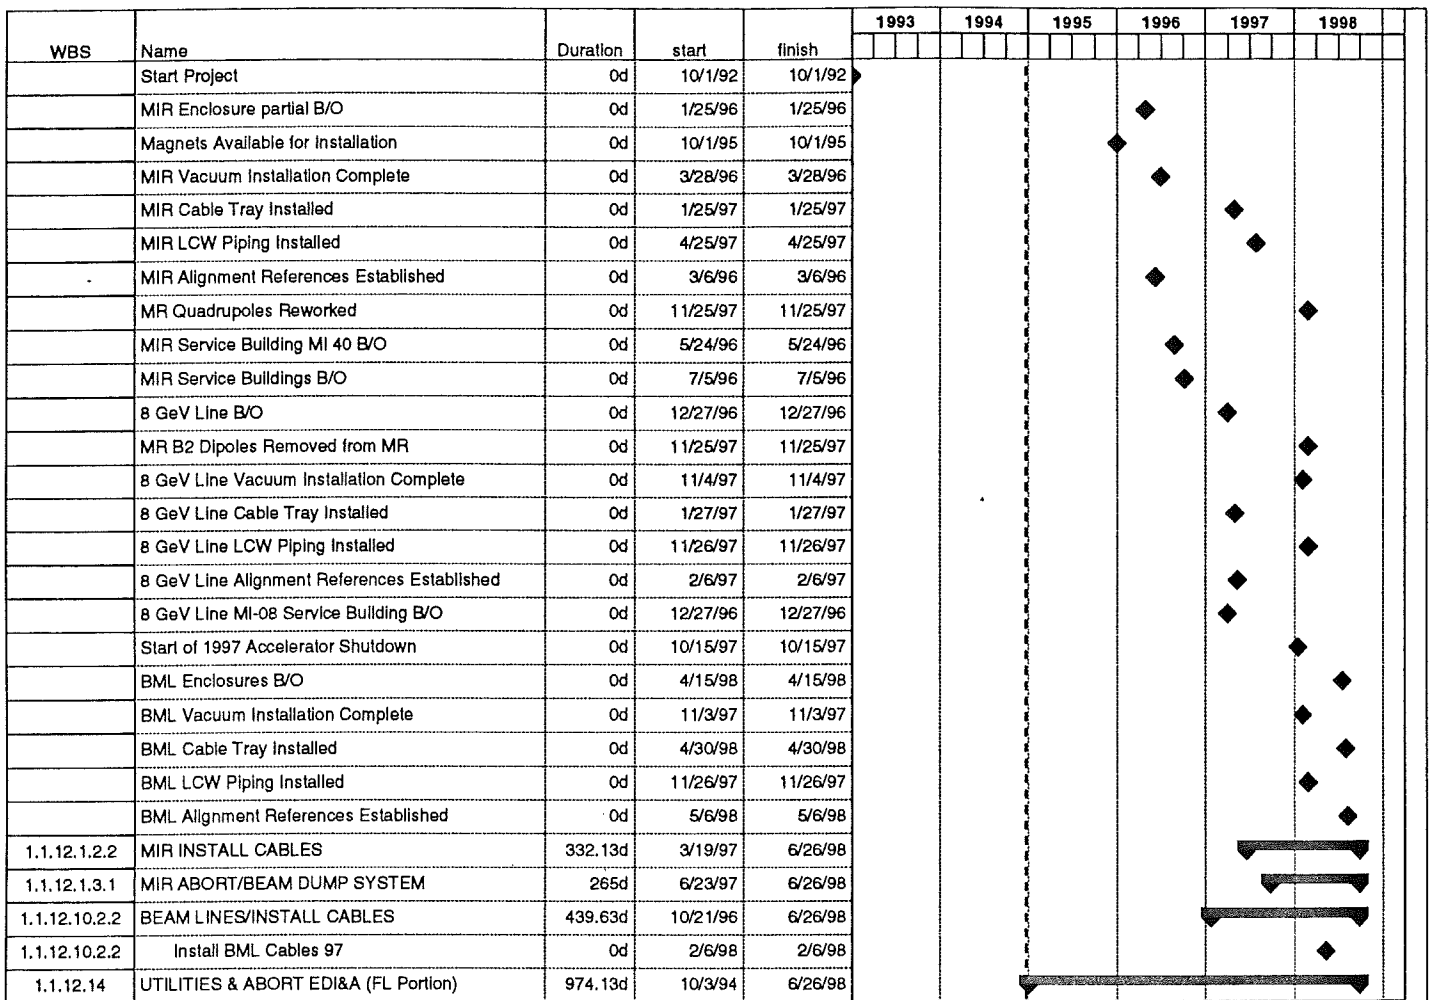 1993 1994 1995 1996 1997 1998
WBS Name Duration start finish
Start Project 0d 10/1/92 10/1/92
MIR Enclosure partial B/O 0d 1/25/96 1/25/96
Magnets Available for Installation 0d 10/1/95 10/1/95
MIR Vacuum Installation Complete 0d 3/28/96 3/28/96
MIR Cable Tray Installed 0d 1/25/97 1/25/97
MIR LCW Piping Installed 0d 4/25/97 4/25/97
MIR Alignment References Established 0d 3/6/96 3/6/96
MR Quadrupoles Reworked 0d 11/25/97 11/25/97
MIR Service Building MI 40 B/O 0d 5/24/96 5/24/96
MIR Service Buildings B/O 0d 7/5/96 7/5/96
8 GeV Line B/O 0d 12/27/96 12/27/96
MR B2 Dipoles Removed from MR 0d 11/25/97 11/25/97
8 GeV Line Vacuum Installation Complete 0d 11/4/97 11/4/97
8 GeV Line Cable Tray Installed 0d 1/27/97 1/27/97
8 GeV Line LCW Piping Installed 0d 11/26/97 11/26/97
8 GeV Line Alignment References Established 0d 2/6/97 2/6/97
8 GeV Line MI-08 Service Building B/O 0d 12/27/96 12/27/96
Start of 1997 Accelerator Shutdown 0d 10/15/97 10/15/97
BML Enclosures B/O 0d 4/15/98 4/15/98
BML Vacuum Installation Complete 0d 11/3/97 11/3/97
BML Cable Tray Installed 0d 4/30/98 4/30/98
BML LCW Piping Installed 0d 11/26/97 11/26/97
BML Alignment References Established 0d 5/6/98 5/6/98
1.1.12.1.2.2 MIR INSTALL CABLES 332.13d 3/19/97 6/26/98
1.1.12.1.3.1 MIR ABORT/BEAM DUMP SYSTEM 265d 6/23/97 6/26/98
1.1.12.10.2.2 BEAM LINES/INSTALL CABLES 439.63d 10/21/96 6/26/98
1.1.12.10.2.2 Install BML Cables 97 0d 2/6/98 2/6/98
1.1.12.14 UTILITIES & ABORT EDI&A (FL Portion) 974.13d 10/3/94 6/26/98